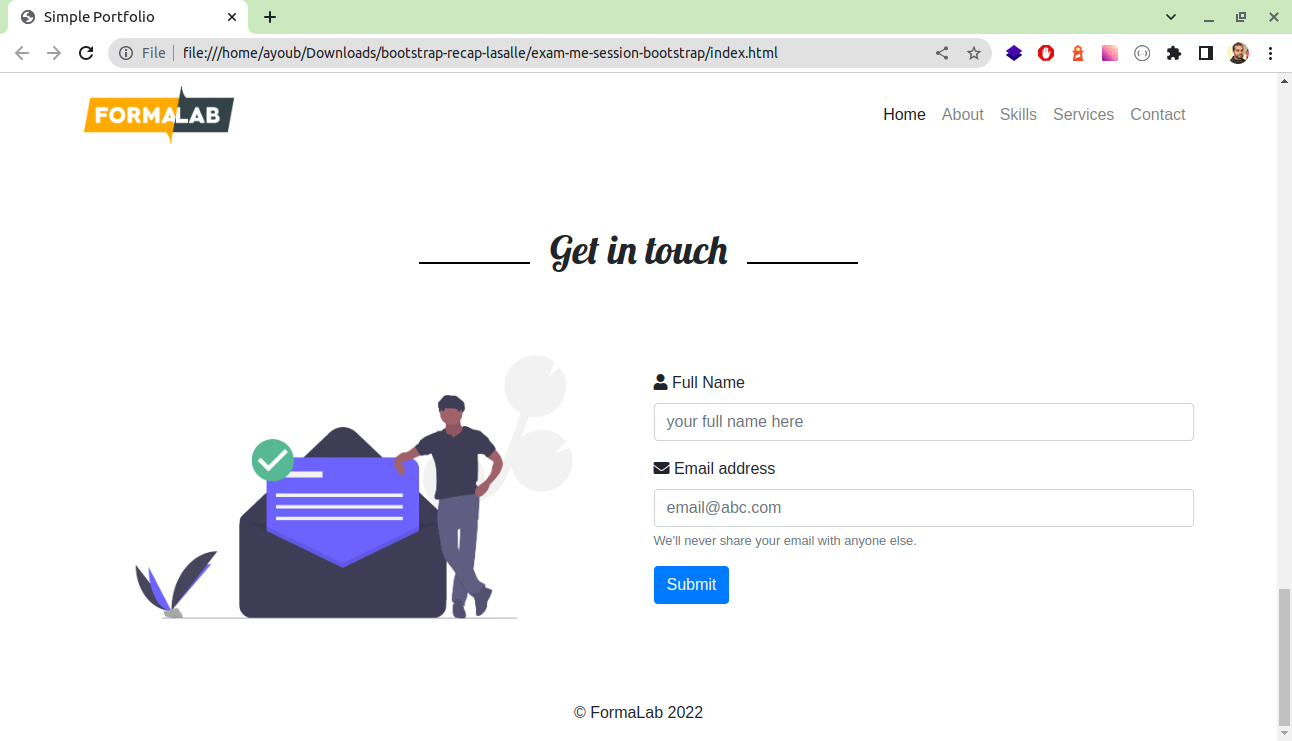 Simple Portfolio
File file:///home/ayoub/Downloads/bootstrap-recap-lasalle/exam-me-session-bootstrap/index.html
FORMALAB
Home About Skills Services Contact
Get in touch
Full Name
your full name here
Email address
email@abc.com
We'll never share your email with anyone else.
Submit
© FormaLab 2022